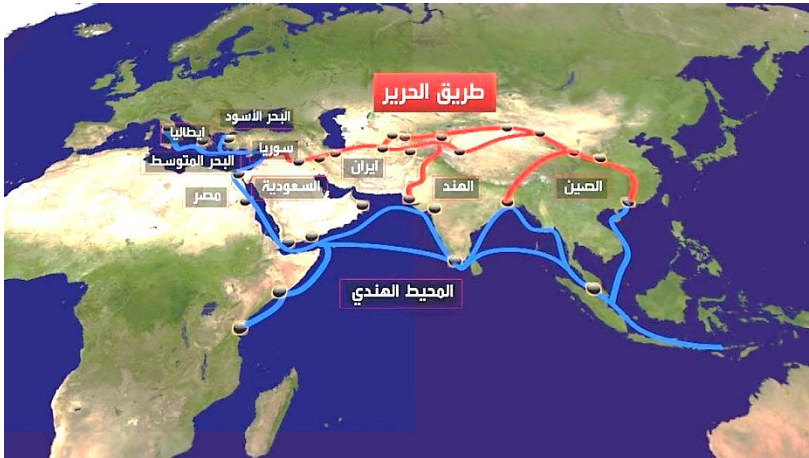 طريق الحرير
البحر الأسود
ايطاليا
سوريا
البحر المتوسط
ايران
السعودية
الهند
الصين
مصر
المحيط الهندي